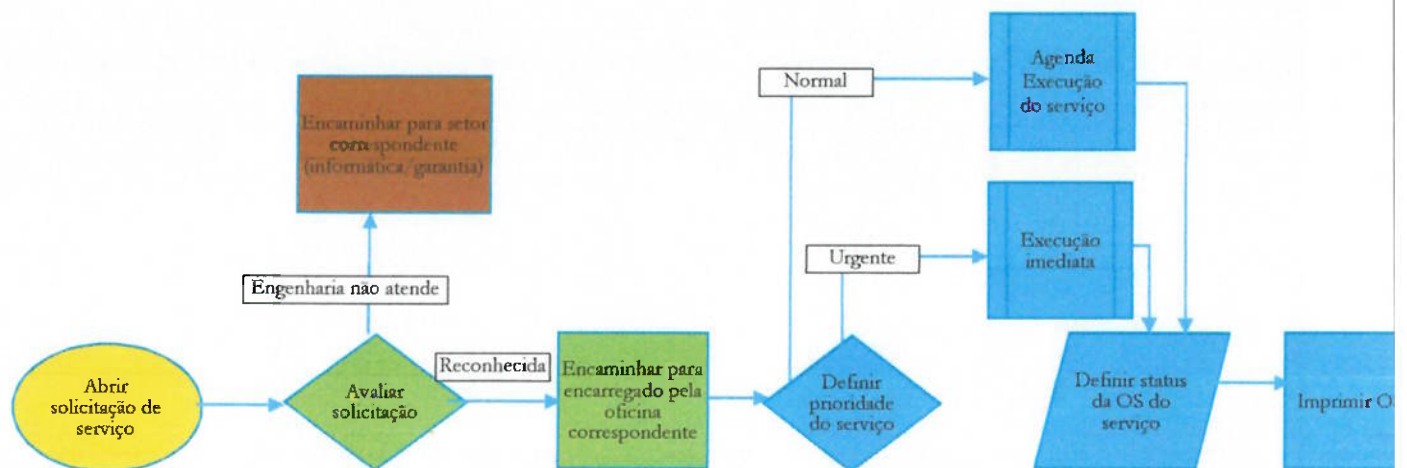 Normal
Agenda
Execução
do serviço
Encaminhar para setor
correspondente
(informática/garantia)
Urgente
Execução
imediata
Engenharia não atende
Abrir
solicitação de
serviço
Avaliar
solicitação
Reconhecida
Encaminhar para
encarregado pela
oficina
correspondente
Definir
prioridade
do serviço
Definir status
da OS do
serviço
Imprimir